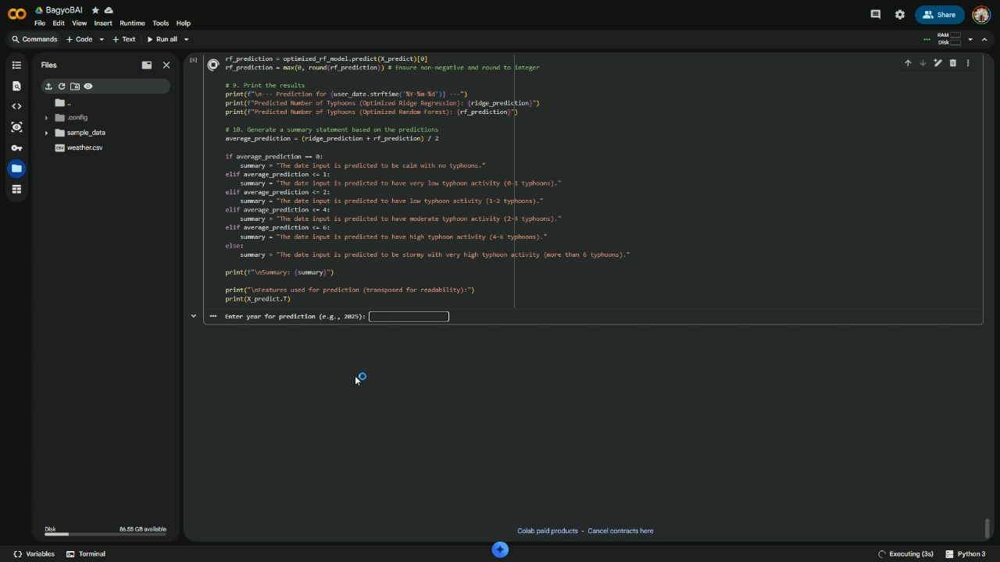 BagyoBAI
File Edit View Insert Runtime Tools Help
Share
Commands + Code + Text Run all
RAM
Disk
Files
..
.config
sample_data
weather.csv
[6]
rf_prediction = optimized_rf_model.predict(X_predict)[0]
rf_prediction = max(0, round(rf_prediction)) # Ensure non-negative and round to integer
# 9. Print the results
print(f"\n--- Prediction for {user_date.strftime('%Y-%m-%d')} ---")
print(f"Predicted Number of Typhoons (Optimized Ridge Regression): {ridge_prediction}")
print(f"Predicted Number of Typhoons (Optimized Random Forest): {rf_prediction}")
# 10. Generate a summary statement based on the predictions
average_prediction = (ridge_prediction + rf_prediction) / 2
if average_prediction == 0:
summary = "The date input is predicted to be calm with no typhoons."
elif average_prediction <= 1:
summary = "The date input is predicted to have very low typhoon activity (0-1 typhoons)."
elif average_prediction <= 2:
summary = "The date input is predicted to have low typhoon activity (1-2 typhoons)."
elif average_prediction <= 4:
summary = "The date input is predicted to have moderate typhoon activity (2-4 typhoons)."
elif average_prediction <= 6:
summary = "The date input is predicted to have high typhoon activity (4-6 typhoons)."
else:
summary = "The date input is predicted to be stormy with very high typhoon activity (more than 6 typhoons)."
print(f"\nSummary: {summary}")
print("\nFeatures used for prediction (transposed for readability):")
print(X_predict.T)
Enter year for prediction (e.g., 2025):
Disk 86.55 GB available
Colab paid products - Cancel contracts here
Variables Terminal Executing (3s) Python 3